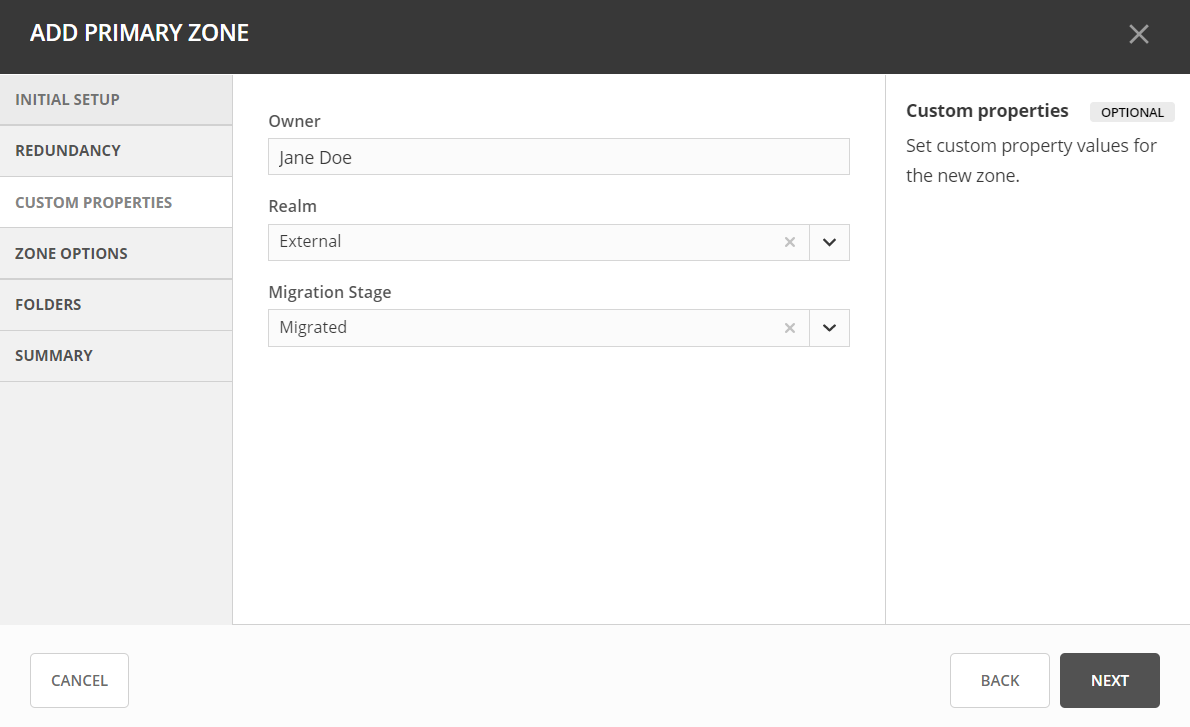 ADD PRIMARY ZONE
INITIAL SETUP
REDUNDANCY
CUSTOM PROPERTIES
ZONE OPTIONS
FOLDERS
SUMMARY
Owner
Jane Doe
Realm
External
Migration Stage
Migrated
Custom properties OPTIONAL
Set custom property values for
the new zone.
CANCEL
BACK
NEXT